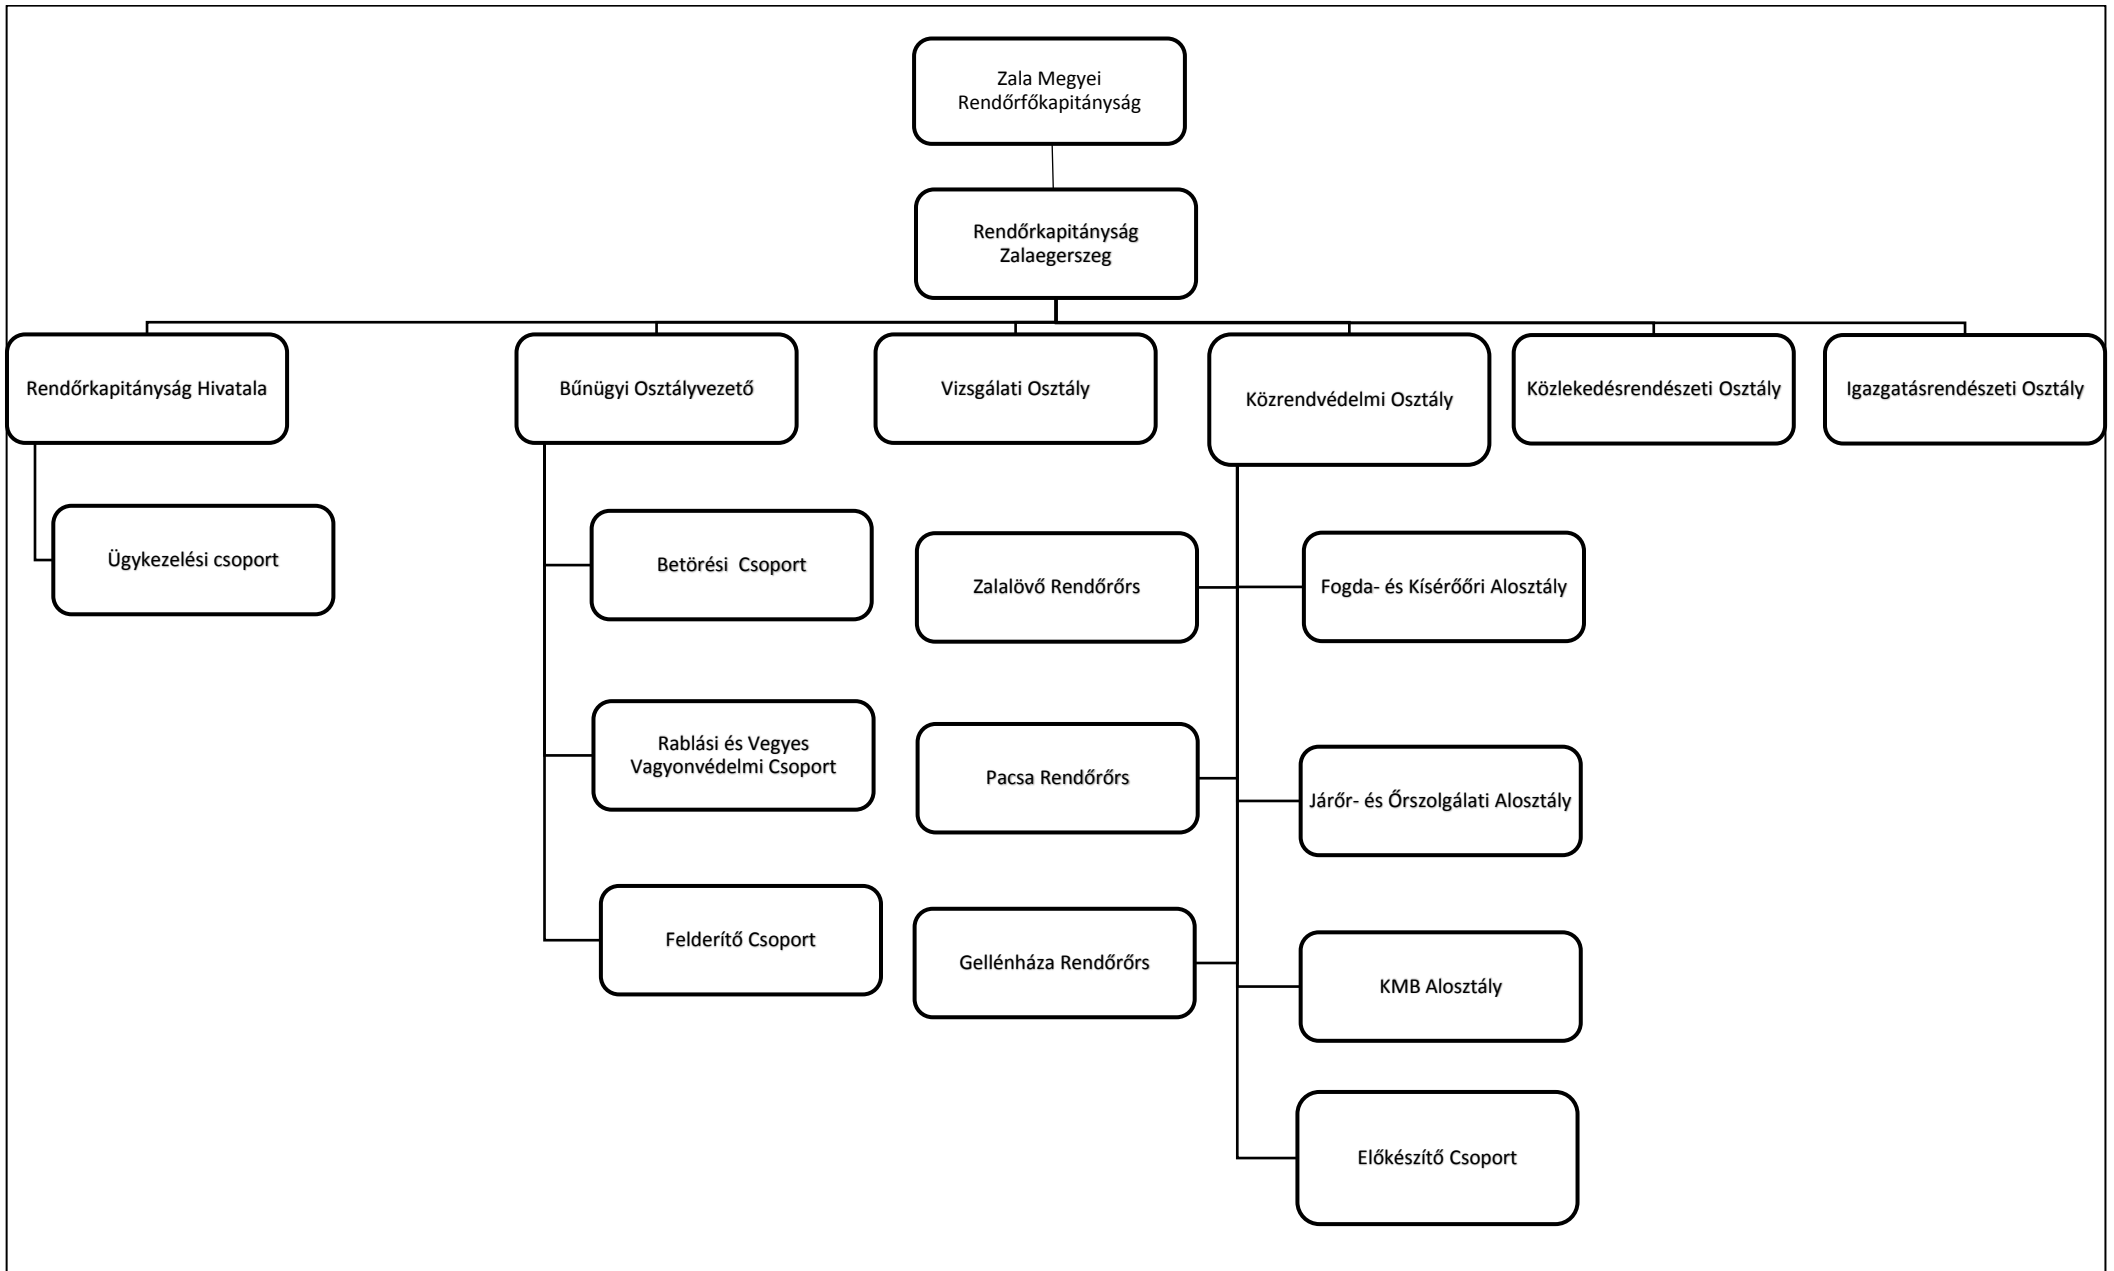 Zala Megyei
Rendőrfőkapitányság
Rendőrkapitányság
Zalaegerszeg
Rendőrkapitányság Hivatala
Bűnügyi Osztályvezető
Vizsgálati Osztály
Közrendvédelmi Osztály
Közlekedésrendészeti Osztály
Igazgatásrendészeti Osztály
Ügykezelési csoport
Betörési  Csoport
Zalalövő Rendőrőrs
Fogda- és Kísérőőri Alosztály
Rablási és Vegyes
Vagyonvédelmi Csoport
Pacsa Rendőrőrs
Járőr- és Őrszolgálati Alosztály
Felderítő Csoport
Gellénháza Rendőrőrs
KMB Alosztály
Előkészítő Csoport